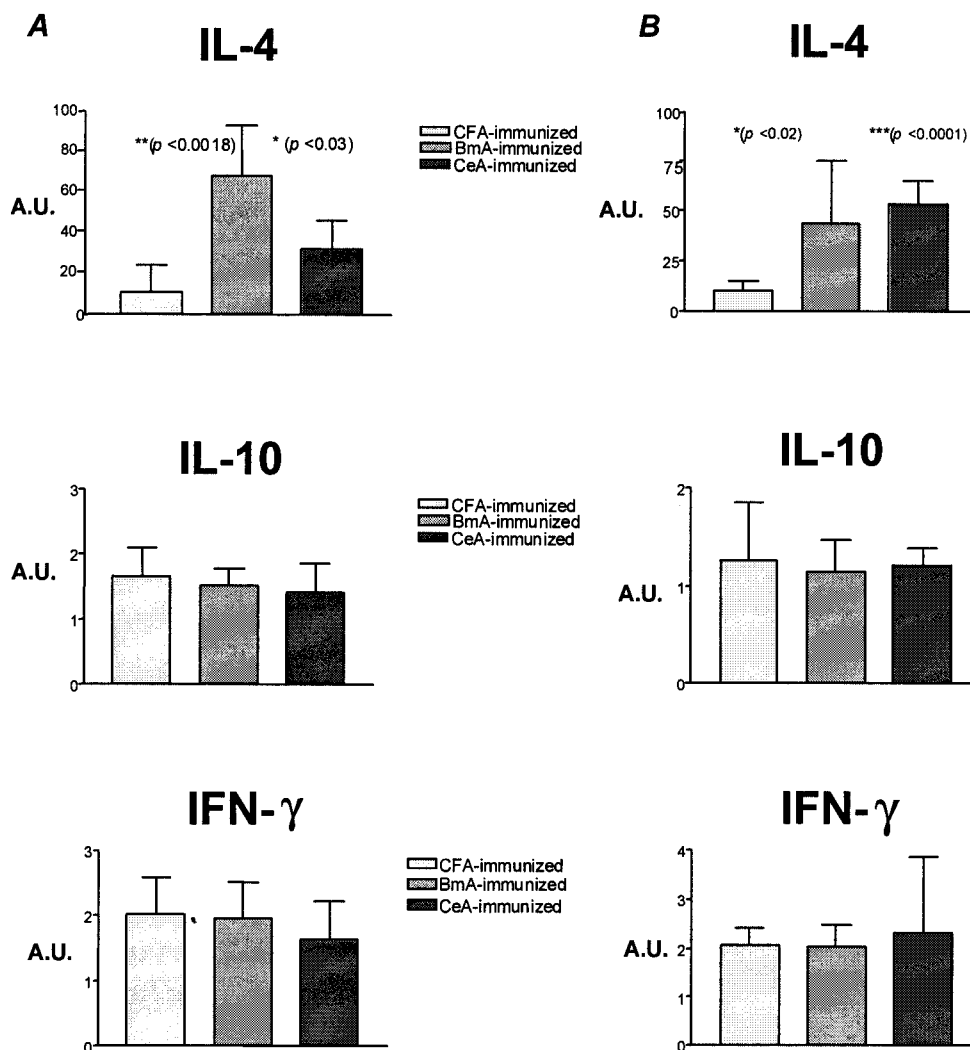 A
IL-4
100
80
60
40
20
0
A.U.
**(p <0.0018)
* (p <0.03)
CFA-immunized
BmA-immunized
CeA-immunized
B
IL-4
100
75
50
25
0
A.U.
*(p <0.02)
***(p <0.0001)
IL-10
3
2
1
0
A.U.
CFA-immunized
BmA-immunized
CeA-immunized
IL-10
2
1
0
A.U.
IFN-γ
3
2
1
0
A.U.
CFA-immunized
BmA-immunized
CeA-immunized
IFN-γ
4
3
2
1
0
A.U.